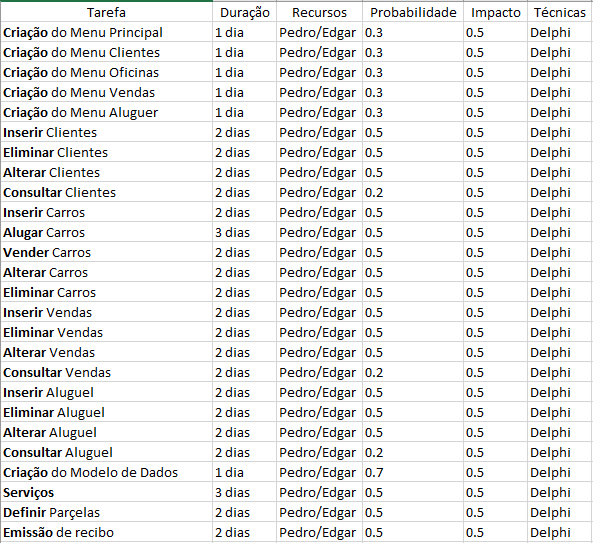 Tarefa Duração Recursos Probabilidade Impacto Técnicas
Criação do Menu Principal 1 dia Pedro/Edgar 0.3 0.5 Delphi
Criação do Menu Clientes 1 dia Pedro/Edgar 0.3 0.5 Delphi
Criação do Menu Oficinas 1 dia Pedro/Edgar 0.3 0.5 Delphi
Criação do Menu Vendas 1 dia Pedro/Edgar 0.3 0.5 Delphi
Criação do Menu Aluguer 1 dia Pedro/Edgar 0.3 0.5 Delphi
Inserir Clientes 2 dias Pedro/Edgar 0.5 0.5 Delphi
Eliminar Clientes 2 dias Pedro/Edgar 0.5 0.5 Delphi
Alterar Clientes 2 dias Pedro/Edgar 0.5 0.5 Delphi
Consultar Clientes 2 dias Pedro/Edgar 0.2 0.5 Delphi
Inserir Carros 2 dias Pedro/Edgar 0.5 0.5 Delphi
Alugar Carros 3 dias Pedro/Edgar 0.5 0.5 Delphi
Vender Carros 2 dias Pedro/Edgar 0.5 0.5 Delphi
Alterar Carros 2 dias Pedro/Edgar 0.5 0.5 Delphi
Eliminar Carros 2 dias Pedro/Edgar 0.5 0.5 Delphi
Inserir Vendas 2 dias Pedro/Edgar 0.5 0.5 Delphi
Eliminar Vendas 2 dias Pedro/Edgar 0.5 0.5 Delphi
Alterar Vendas 2 dias Pedro/Edgar 0.5 0.5 Delphi
Consultar Vendas 2 dias Pedro/Edgar 0.2 0.5 Delphi
Inserir Aluguel 2 dias Pedro/Edgar 0.5 0.5 Delphi
Eliminar Aluguel 2 dias Pedro/Edgar 0.5 0.5 Delphi
Alterar Aluguel 2 dias Pedro/Edgar 0.5 0.5 Delphi
Consultar Aluguel 2 dias Pedro/Edgar 0.2 0.5 Delphi
Criação do Modelo de Dados 1 dia Pedro/Edgar 0.7 0.5 Delphi
Serviços 3 dias Pedro/Edgar 0.5 0.5 Delphi
Definir Parçelas 2 dias Pedro/Edgar 0.5 0.5 Delphi
Emissão de recibo 2 dias Pedro/Edgar 0.5 0.5 Delphi